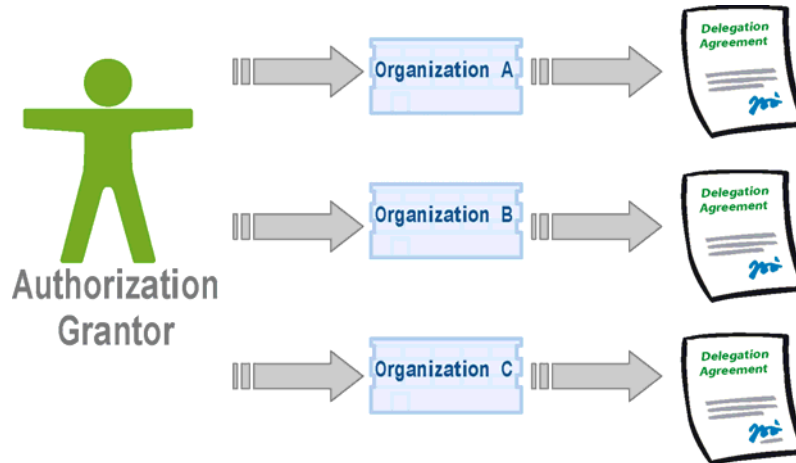 Authorization
Grantor
Organization A
Delegation
Agreement
Organization B
Delegation
Agreement
Organization C
Delegation
Agreement